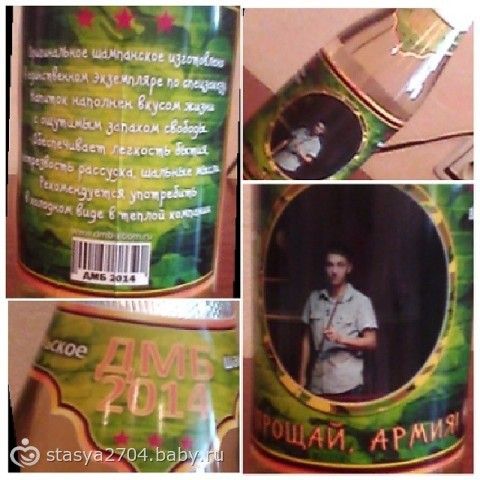 Оригинальное шампанское изготовлено
в единственном экземпляре по спецзаказу.
Напиток наполнен вкусом жизни
с ощутимым запахом свободы.
Обеспечивает легкость бытия,
трезвость рассудка, шальные мысли.
Рекомендуется употребить
в холодном виде в теплой компании.
ДМБ 2014
ДМБ
2014
ПРОЩАЙ, АРМИЯ!
stasya2704.baby.ru